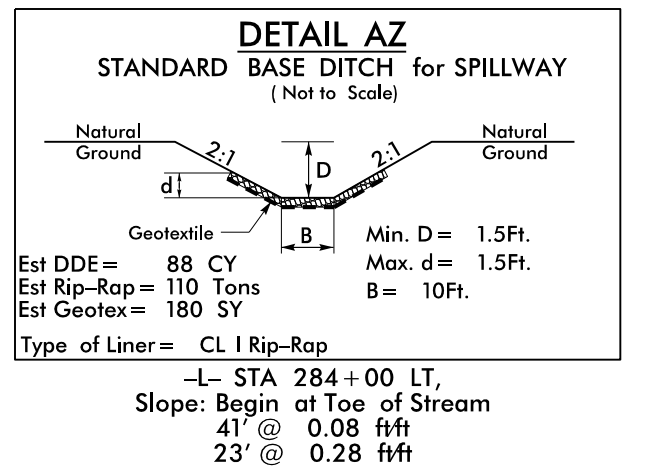 DETAIL AZ
STANDARD BASE DITCH for SPILLWAY
( Not to Scale)
Natural
Ground
2:1
D
2:1
Natural
Ground
d
Geotextile
B
Min. D = 1.5Ft.
Max. d = 1.5Ft.
B = 10Ft.
Est DDE = 88 CY
Est Rip–Rap = 110 Tons
Est Geotex = 180 SY
Type of Liner = CL I Rip–Rap
–L– STA 284+00 LT,
Slope: Begin at Toe of Stream
41' @ 0.08 ft/ft
23' @ 0.28 ft/ft